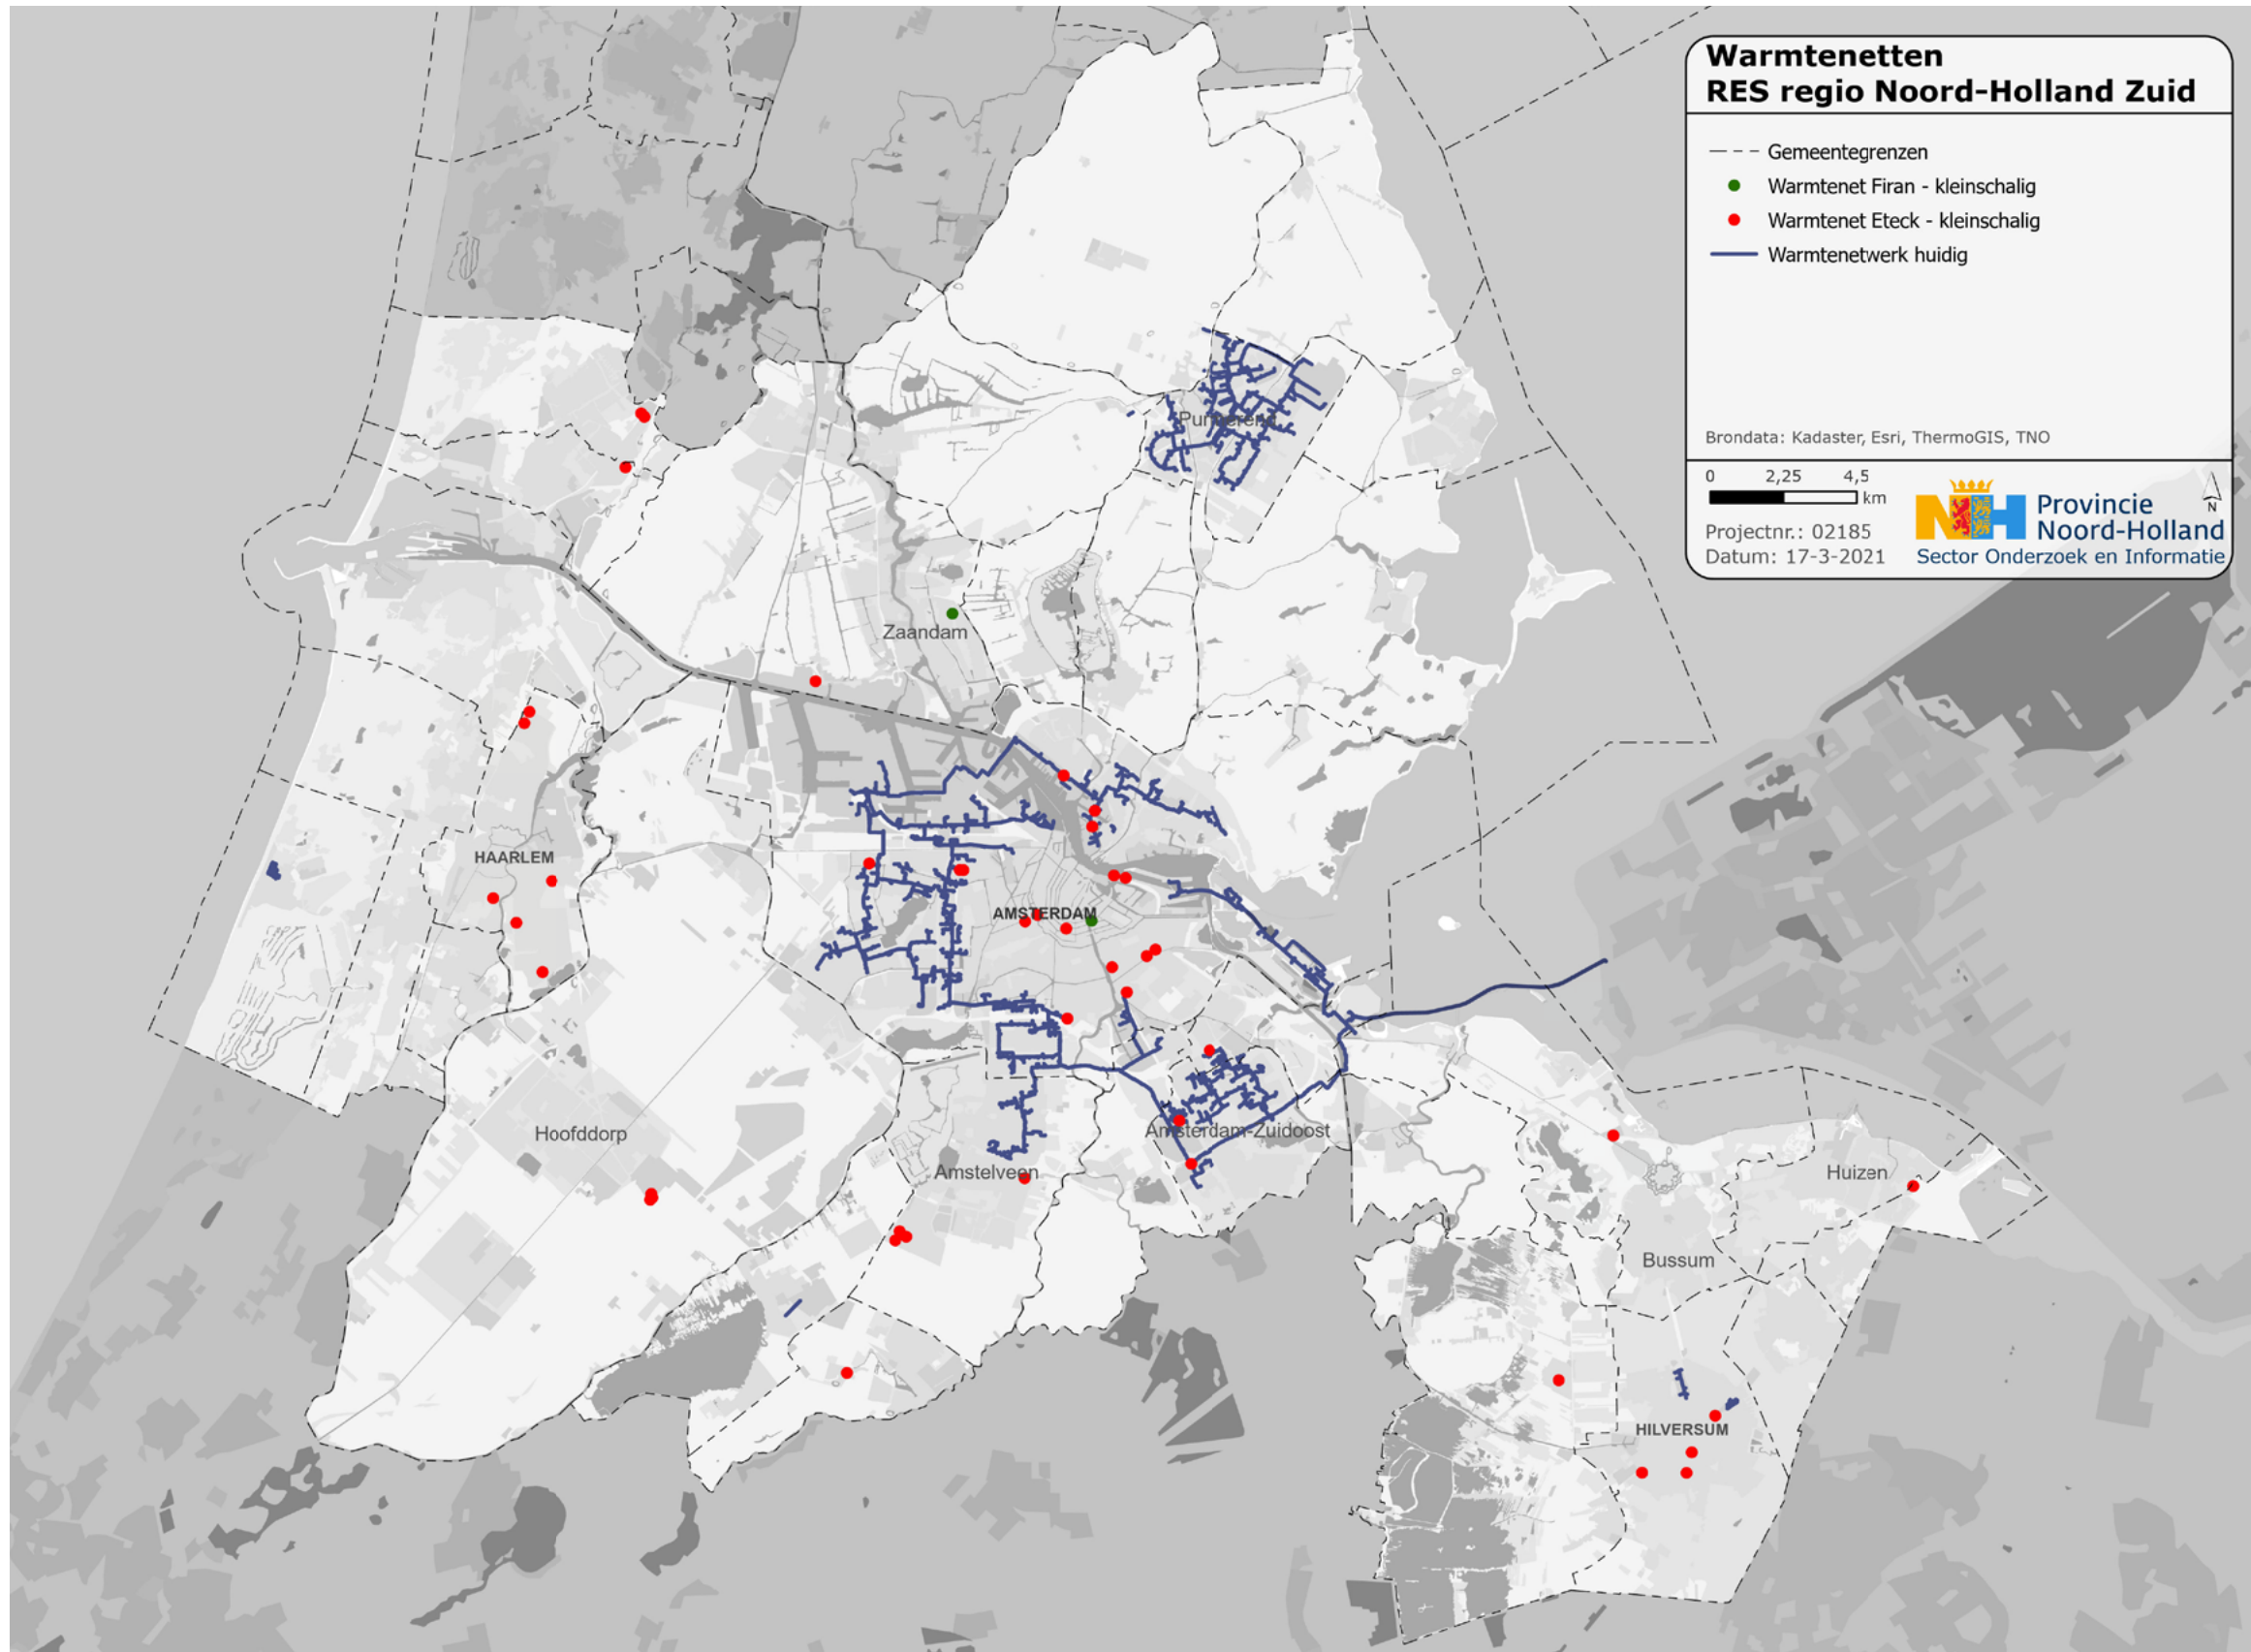 Warmtenetten
RES regio Noord-Holland Zuid
Gemeentegrenzen
Warmtenet Firan - kleinschalig
Warmtenet Eteck - kleinschalig
Warmtenetwerk huidig
Brondata: Kadaster, Esri, ThermoGIS, TNO
0 2,25 4,5
km
Projectnr.: 02185
Datum: 17-3-2021
NH Provincie
Noord-Holland
Sector Onderzoek en Informatie
N
Purmerend
Zaandam
HAARLEM
AMSTERDAM
Hoofddorp
Amsterdam-Zuidoost
Amstelveen
Huizen
Bussum
HILVERSUM